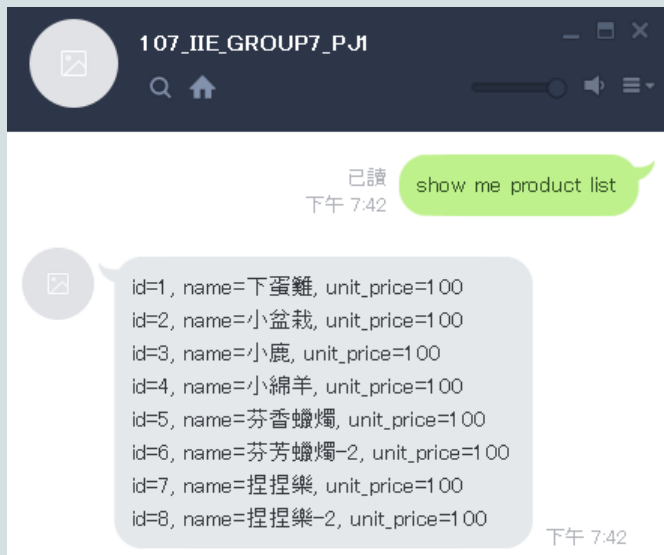 107_IIE_GROUP7_PJ1
已讀
下午 7:42
show me product list
id=1, name=下蛋雞, unit_price=100
id=2, name=小盆栽, unit_price=100
id=3, name=小鹿, unit_price=100
id=4, name=小綿羊, unit_price=100
id=5, name=芬香蠟燭, unit_price=100
id=6, name=芬芳蠟燭-2, unit_price=100
id=7, name=捏捏樂, unit_price=100
id=8, name=捏捏樂-2, unit_price=100
下午 7:42